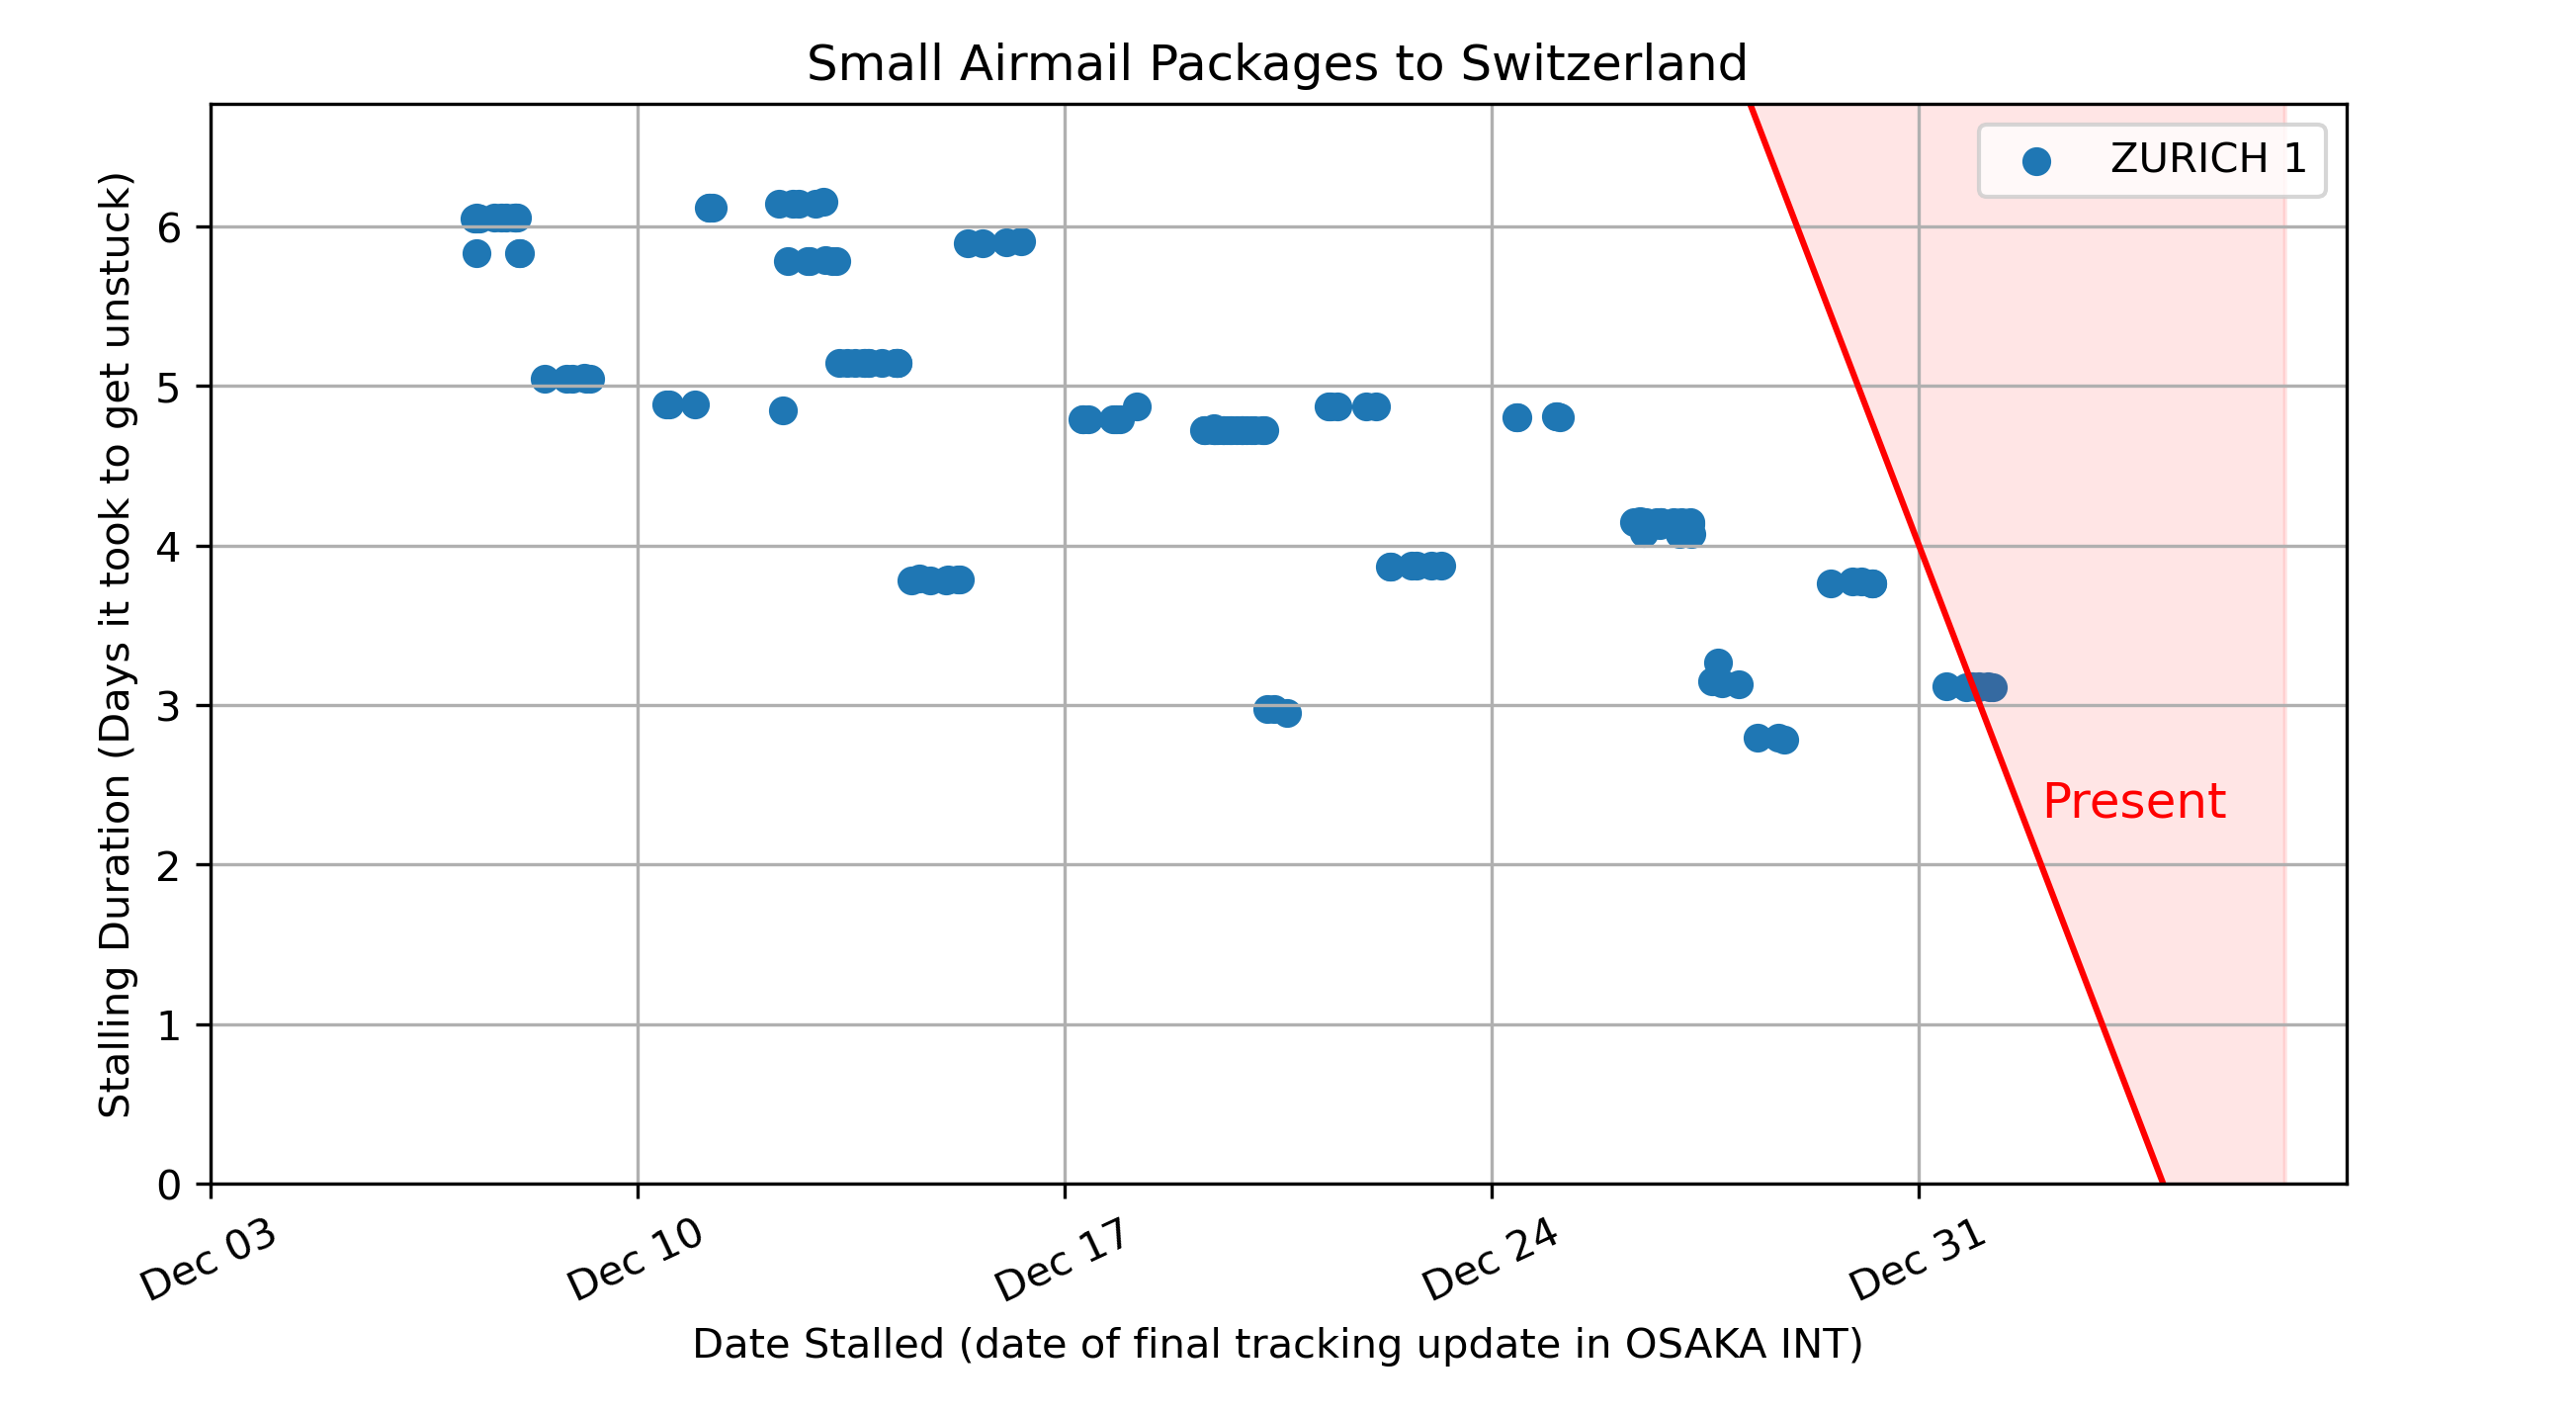 Small Airmail Packages to Switzerland
ZURICH 1
Stalling Duration (Days it took to get unstuck)
6
5
4
3
2
1
0
Present
Dec 03
Dec 10
Dec 17
Dec 24
Dec 31
Date Stalled (date of final tracking update in OSAKA INT)